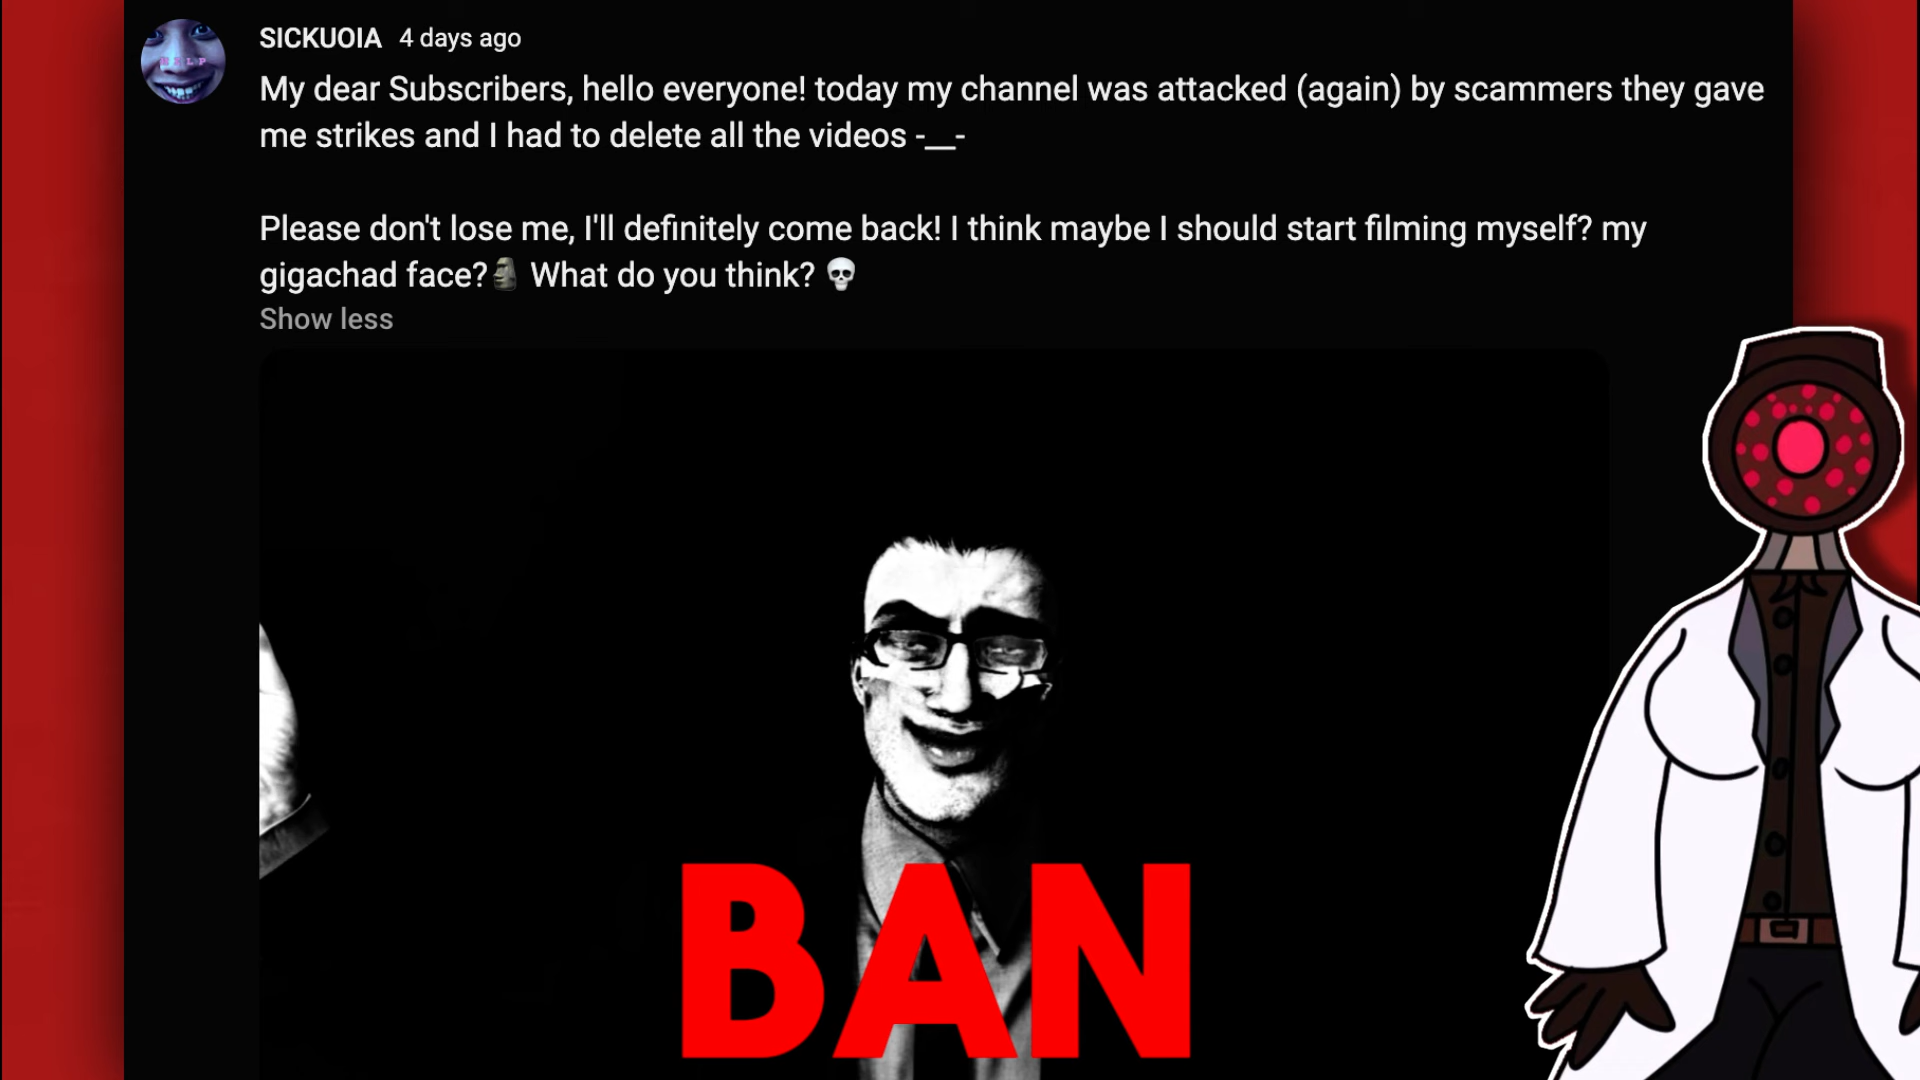 SICKUOIA 4 days ago
My dear Subscribers, hello everyone! today my channel was attacked (again) by scammers they gave
me strikes and I had to delete all the videos -__-
Please don't lose me, I'll definitely come back! I think maybe I should start filming myself? my
gigachad face?🗿 What do you think? 💀
Show less
BAN
HELP